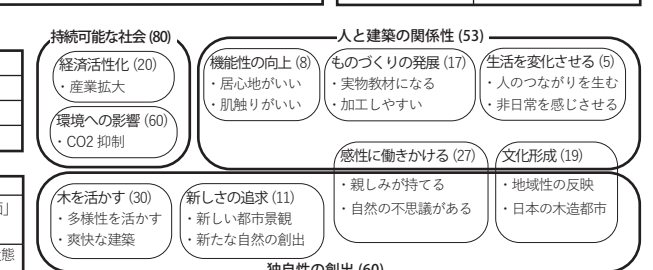 持続可能な社会 (80)
経済活性化 (20)
・産業拡大
環境への影響 (60)
・CO2 抑制
人と建築の関係性 (53)
機能性の向上 (8)
・居心地がいい
・肌触りがいい
ものづくりの発展 (17)
・実物教材になる
・加工しやすい
生活を変化させる (5)
・人のつながりを生む
・非日常を感じさせる
感性に働きかける (27)
・親しみが持てる
・自然の不思議がある
文化形成 (19)
・地域性の反映
・日本の木造都市
木を活かす (30)
・多様性を活かす
・爽快な建築
新しさの追求 (11)
・新しい都市景観
・新たな自然の創出
独自性の創出 (60)
」
態